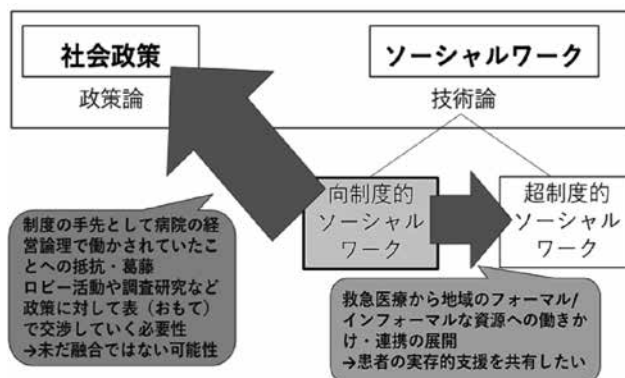 社会政策
ソーシャルワーク
政策論
技術論
向制度的
ソーシャル
ワーク
超制度的
ソーシャル
ワーク
制度の手先として病院の経
営論理で働かされていたこ
とへの抵抗・葛藤
ロビー活動や調査研究など
政策に対して表（おもて）
で交渉していく必要性
→未だ融合ではない可能性
救急医療から地域のフォーマル/
インフォーマルな資源への働きか
け・連携の展開
→患者の実存的支援を共有したい